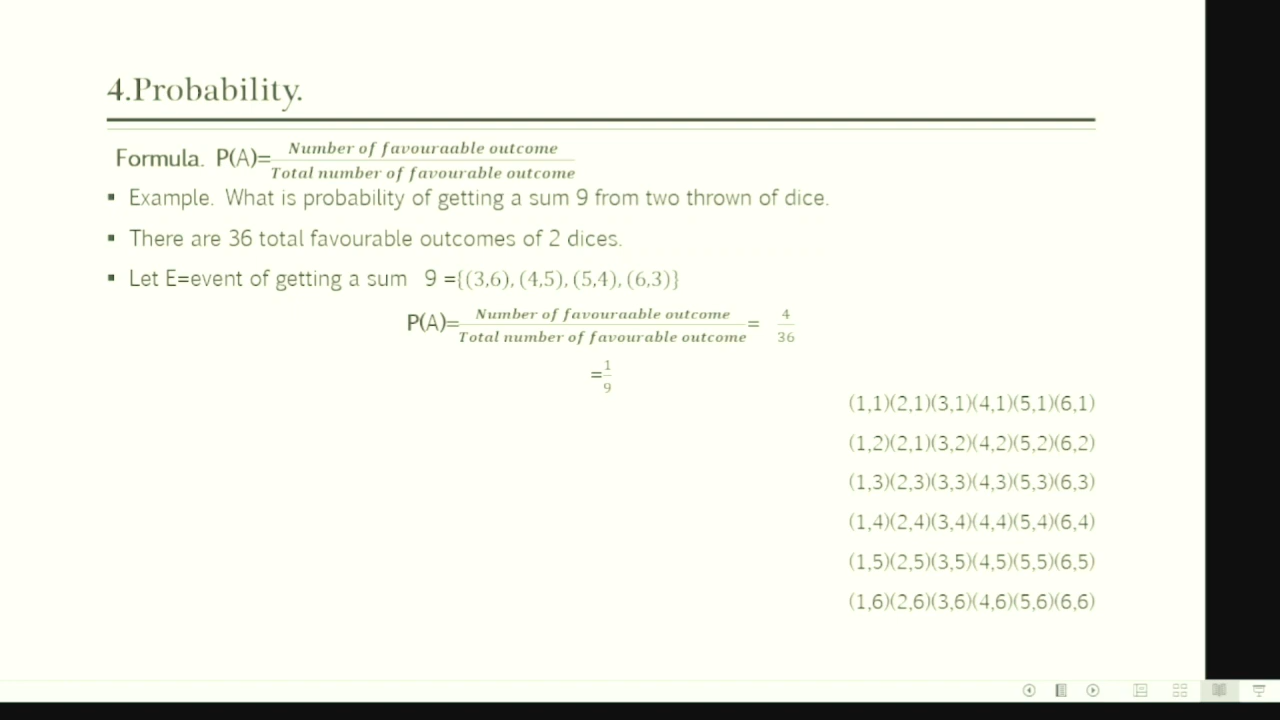 4.Probability.
Formula. P(A)=Number of favouraable outcome/Total number of favourable outcome
▪ Example. What is probability of getting a sum 9 from two thrown of dice.
▪ There are 36 total favourable outcomes of 2 dices.
▪ Let E=event of getting a sum 9 ={(3,6), (4,5), (5,4), (6,3)}
P(A)=Number of favouraable outcome/Total number of favourable outcome= 4/36
=1/9
(1,1)(2,1)(3,1)(4,1)(5,1)(6,1)
(1,2)(2,1)(3,2)(4,2)(5,2)(6,2)
(1,3)(2,3)(3,3)(4,3)(5,3)(6,3)
(1,4)(2,4)(3,4)(4,4)(5,4)(6,4)
(1,5)(2,5)(3,5)(4,5)(5,5)(6,5)
(1,6)(2,6)(3,6)(4,6)(5,6)(6,6)